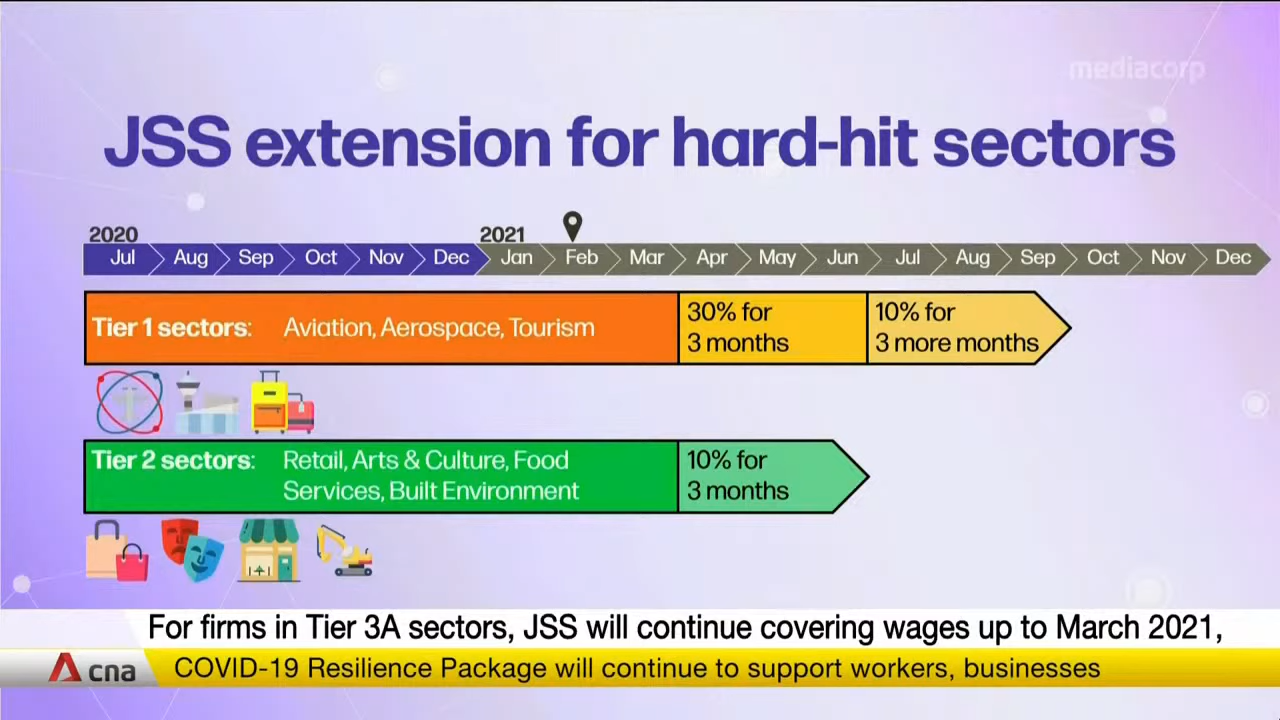 mediacorp
JSS extension for hard-hit sectors
2020 2021
Jul Aug Sep Oct Nov Dec Jan Feb Mar Apr May Jun Jul Aug Sep Oct Nov Dec
Tier 1 sectors: Aviation, Aerospace, Tourism
30% for
3 months
10% for
3 more months
Tier 2 sectors: Retail, Arts & Culture, Food
Services, Built Environment
10% for
3 months
For firms in Tier 3A sectors, JSS will continue covering wages up to March 2021,
cna
COVID-19 Resilience Package will continue to support workers, businesses